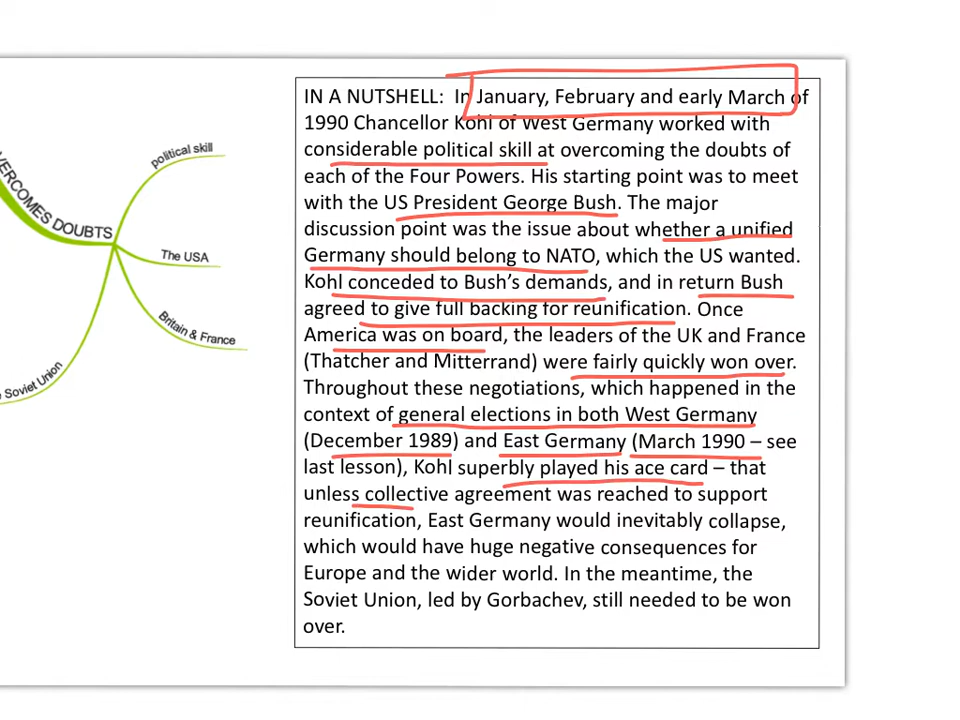 IN A NUTSHELL: In January, February and early March of
1990 Chancellor Kohl of West Germany worked with
considerable political skill at overcoming the doubts of
each of the Four Powers. His starting point was to meet
with the US President George Bush. The major
discussion point was the issue about whether a unified
Germany should belong to NATO, which the US wanted.
Kohl conceded to Bush's demands, and in return Bush
agreed to give full backing for reunification. Once
America was on board, the leaders of the UK and France
(Thatcher and Mitterrand) were fairly quickly won over.
Throughout these negotiations, which happened in the
context of general elections in both West Germany
(December 1989) and East Germany (March 1990 – see
last lesson), Kohl superbly played his ace card – that
unless collective agreement was reached to support
reunification, East Germany would inevitably collapse,
which would have huge negative consequences for
Europe and the wider world. In the meantime, the
Soviet Union, led by Gorbachev, still needed to be won
over.
political skill
OVERCOMES DOUBTS
The USA
Britain & France
Soviet Union